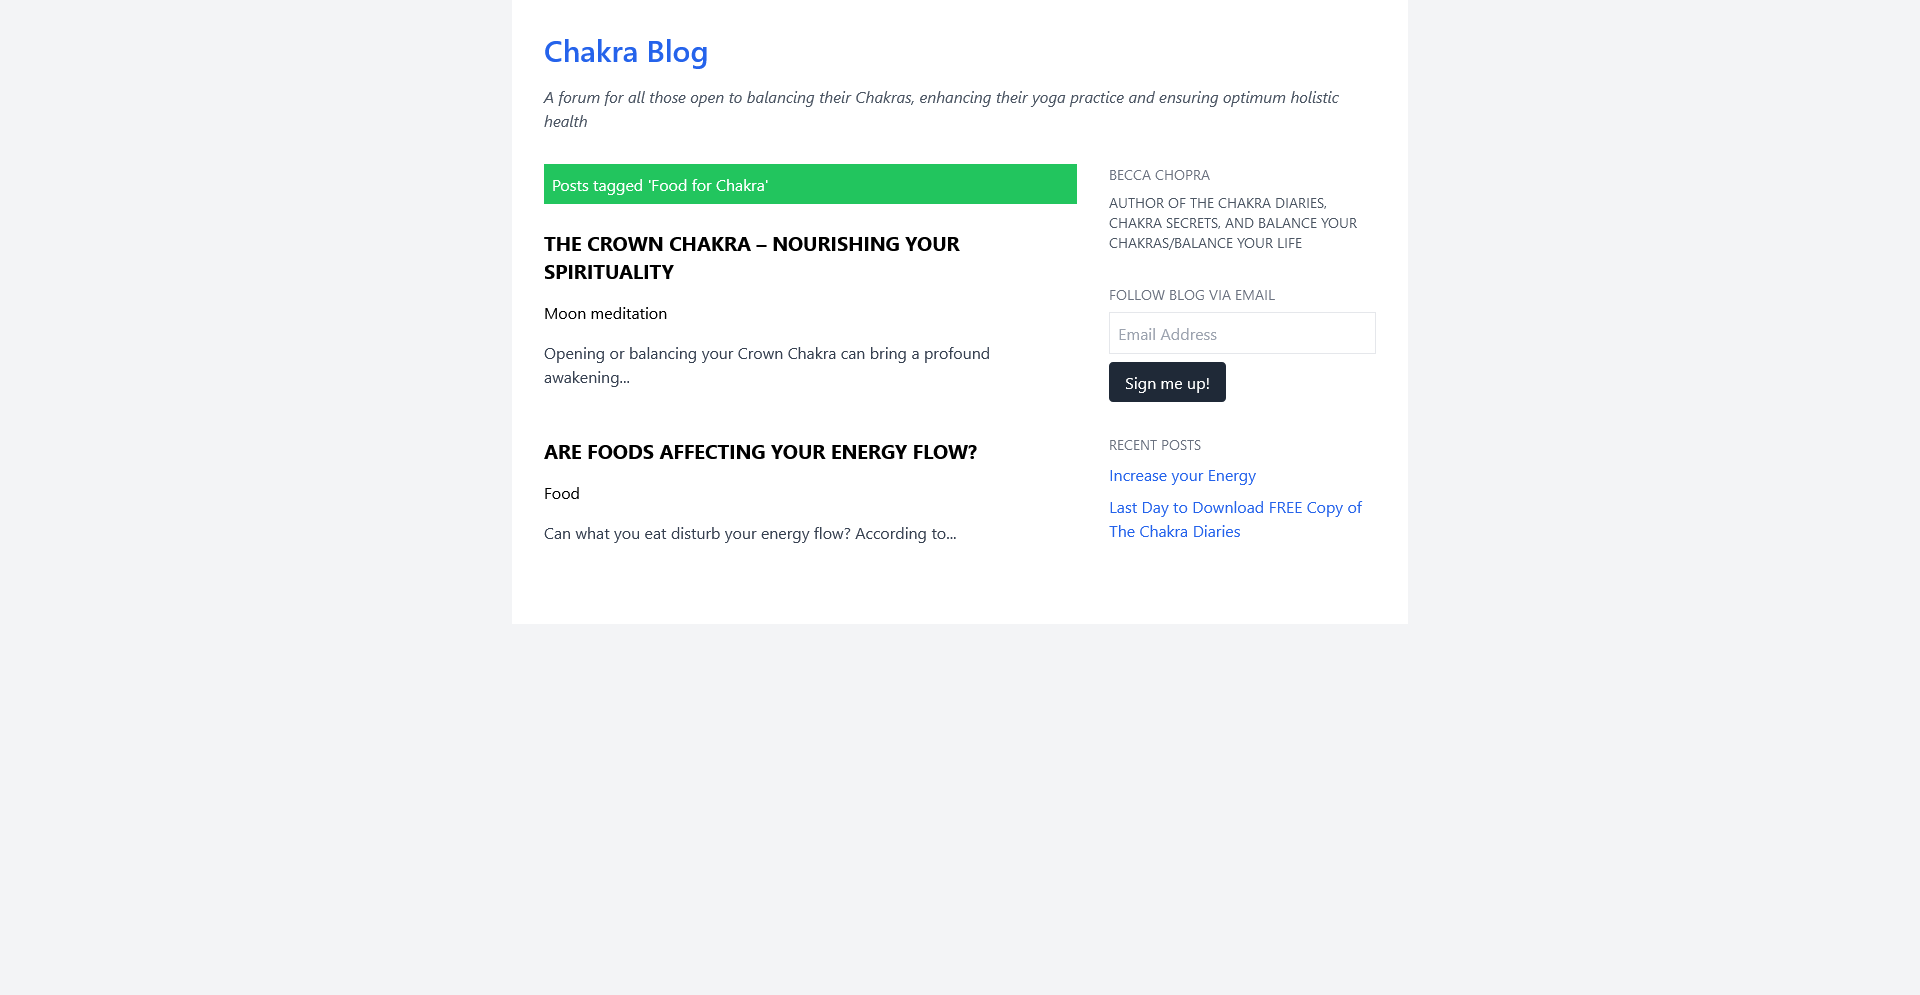 Chakra Blog
A forum for all those open to balancing their Chakras, enhancing their yoga practice and ensuring optimum holistic
health
Posts tagged 'Food for Chakra'
THE CROWN CHAKRA – NOURISHING YOUR
SPIRITUALITY
Moon meditation
Opening or balancing your Crown Chakra can bring a profound
awakening...
ARE FOODS AFFECTING YOUR ENERGY FLOW?
Food
Can what you eat disturb your energy flow? According to...
BECCA CHOPRA
AUTHOR OF THE CHAKRA DIARIES,
CHAKRA SECRETS, AND BALANCE YOUR
CHAKRAS/BALANCE YOUR LIFE
FOLLOW BLOG VIA EMAIL
Email Address
Sign me up!
RECENT POSTS
Increase your Energy
Last Day to Download FREE Copy of
The Chakra Diaries